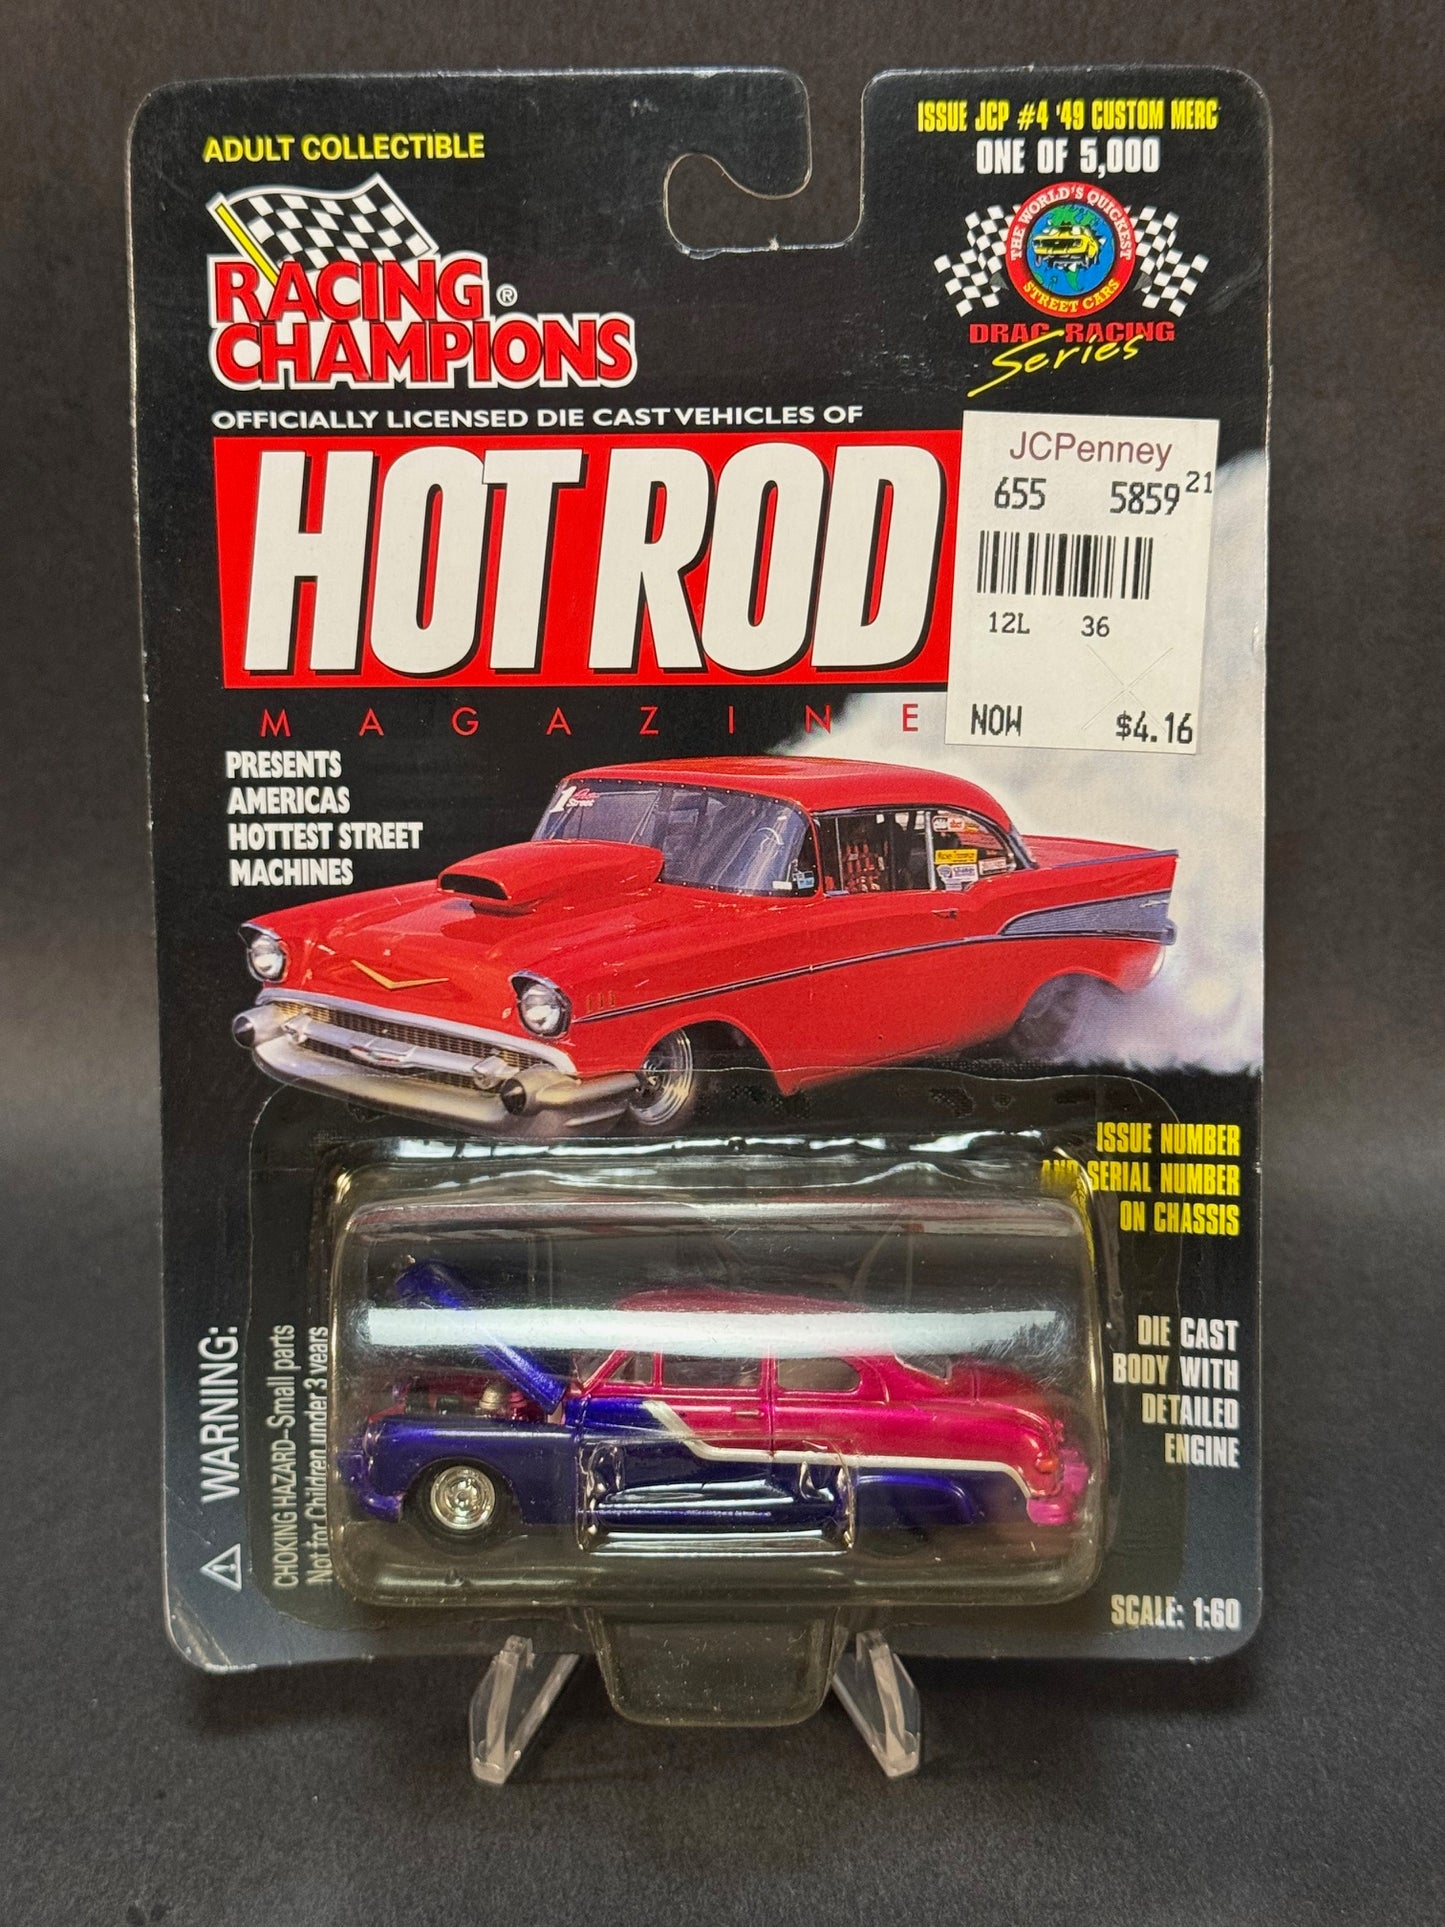 ADULT COLLECTIBLE
ISSUE JCP #4 '49 CUSTOM MERC
ONE OF 5,000
THE WORLD'S QUICKEST
STREET CARS
DRAG RACING
Series
RACING ®
CHAMPIONS
OFFICIALLY LICENSED DIE CAST VEHICLES OF
HOT ROD
MAGAZINE
JCPenney
655 5859 21
12L 36
NOW $4.16
PRESENTS
AMERICAS
HOTTEST STREET
MACHINES
1
ISSUE NUMBER
AND SERIAL NUMBER
ON CHASSIS
DIE CAST
BODY WITH
DETAILED
ENGINE
SCALE: 1:60
WARNING:
CHOKING HAZARD-Small parts
Not for Children under 3 years